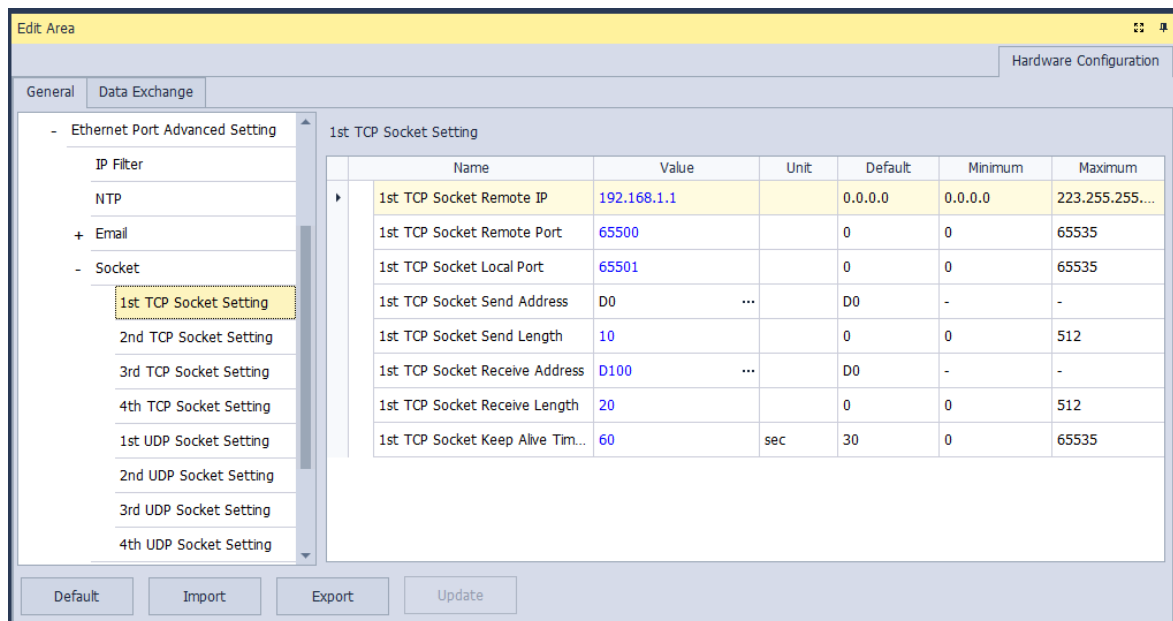 Edit Area
Hardware Configuration
General Data Exchange
- Ethernet Port Advanced Setting
IP Filter
NTP
+ Email
- Socket
1st TCP Socket Setting
2nd TCP Socket Setting
3rd TCP Socket Setting
4th TCP Socket Setting
1st UDP Socket Setting
2nd UDP Socket Setting
3rd UDP Socket Setting
4th UDP Socket Setting
1st TCP Socket Setting
Name Value Unit Default Minimum Maximum
1st TCP Socket Remote IP 192.168.1.1 0.0.0.0 0.0.0.0 223.255.255....
1st TCP Socket Remote Port 65500 0 0 65535
1st TCP Socket Local Port 65501 0 0 65535
1st TCP Socket Send Address D0 ... D0 - -
1st TCP Socket Send Length 10 0 0 512
1st TCP Socket Receive Address D100 ... D0 - -
1st TCP Socket Receive Length 20 0 0 512
1st TCP Socket Keep Alive Tim... 60 sec 30 0 65535
Default Import Export Update